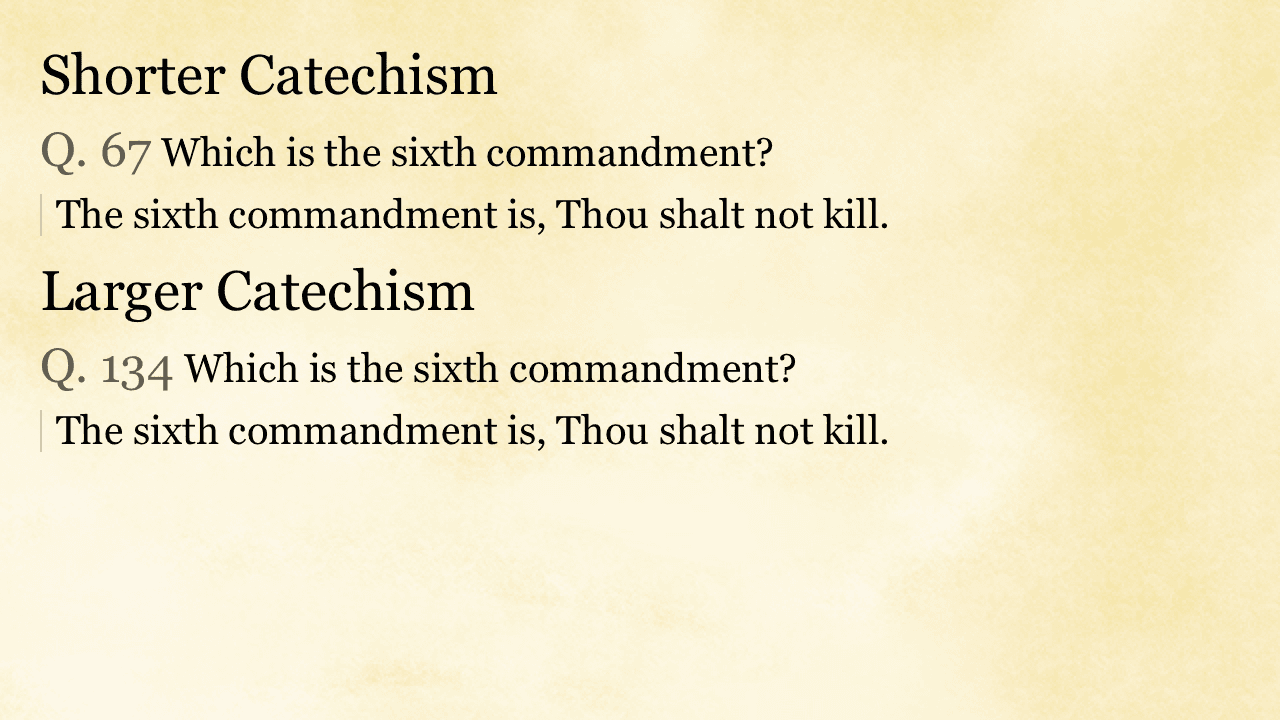 Shorter Catechism
Q. 67 Which is the sixth commandment?
The sixth commandment is, Thou shalt not kill.
Larger Catechism
Q. 134 Which is the sixth commandment?
The sixth commandment is, Thou shalt not kill.